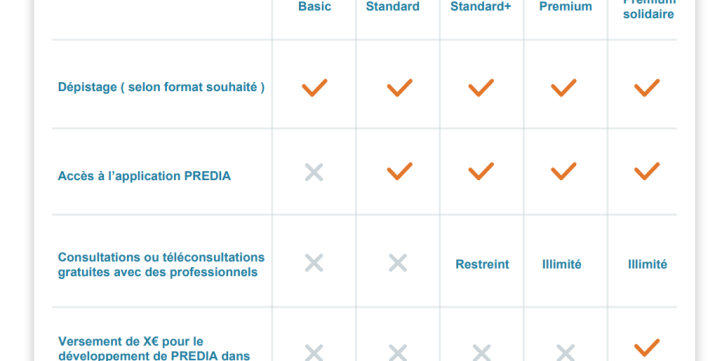 Basic Standard Standard+ Premium Premium
solidaire
Dépistage ( selon format souhaité )
Accès à l'application PREDIA
Consultations ou téléconsultations
gratuites avec des professionnels
Restreint Illimité Illimité
Versement de X€ pour le
développement de PREDIA dans